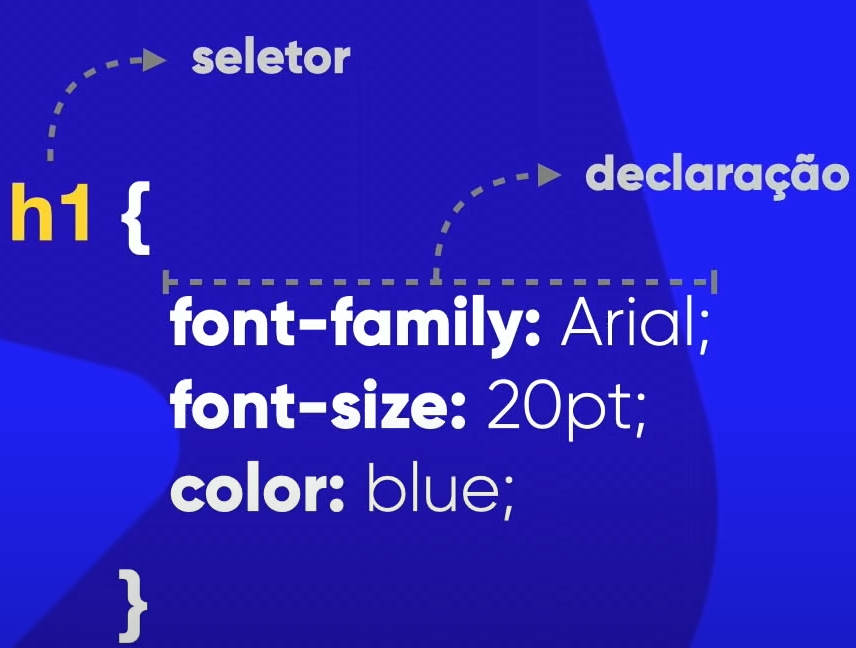 seletor
declaração
h1 {
font-family: Arial;
font-size: 20pt;
color: blue;
}